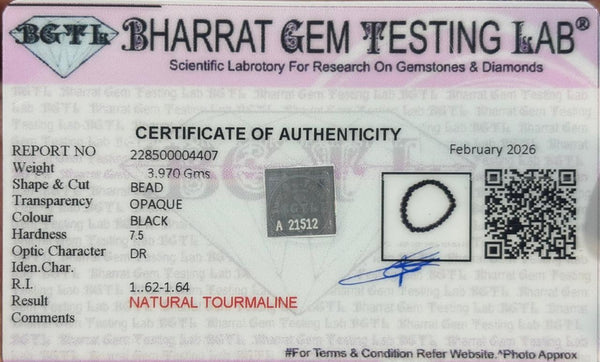 BGTL BHARRAT GEM TESTING LAB®
Scientific Labrotory For Research On Gemstones & Diamonds
CERTIFICATE OF AUTHENTICITY
February 2026
REPORT NO 228500004407
Weight 3.970 Gms
Shape & Cut BEAD
Transparency OPAQUE
Colour BLACK
Hardness 7.5
Optic Character DR
Iden.Char.
R.I. 1..62-1.64
Result NATURAL TOURMALINE
Comments
A 21512
#For Terms & Condition Refer Website.^Photo Approx